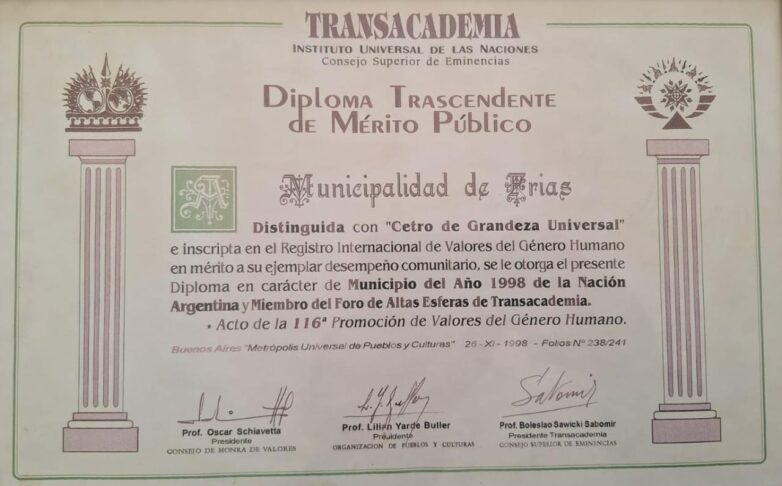 TRANSACADEMIA
INSTITUTO UNIVERSAL DE LAS NACIONES
Consejo Superior de Eminencias
Diploma Trascendente
de Mérito Público
A Municipalidad de Frias
Distinguida con "Cetro de Grandeza Universal"
e inscripta en el Registro Internacional de Valores del Género Humano
en mérito a su ejemplar desempeño comunitario, se le otorga el presente
Diploma en carácter de Municipio del Año 1998 de la Nación
Argentina y Miembro del Foro de Altas Esferas de Transacademia.
• Acto de la 116ª Promoción de Valores del Género Humano.
Buenos Aires "Metrópolis Universal de Pueblos y Culturas" 26-XI-1998 - Folios Nº 238/241
Prof. Oscar Schiavetta
Presidente
CONSEJO DE HONRA DE VALORES
Prof. Lilian Yarde Buller
Presidente
ORGANIZACION DE PUEBLOS Y CULTURAS
Sabomir
Prof. Boleslao Sawicki Sabomir
Presidente Transacademia
CONSEJO SUPERIOR DE EMINENCIAS